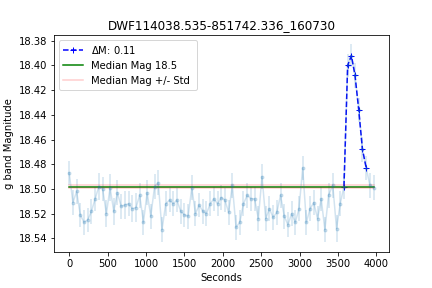 DWF114038.535-851742.336_160730
ΔM: 0.11
Median Mag 18.5
Median Mag +/- Std
g band Magnitude
18.38
18.40
18.42
18.44
18.46
18.48
18.50
18.52
18.54
0 500 1000 1500 2000 2500 3000 3500 4000
Seconds